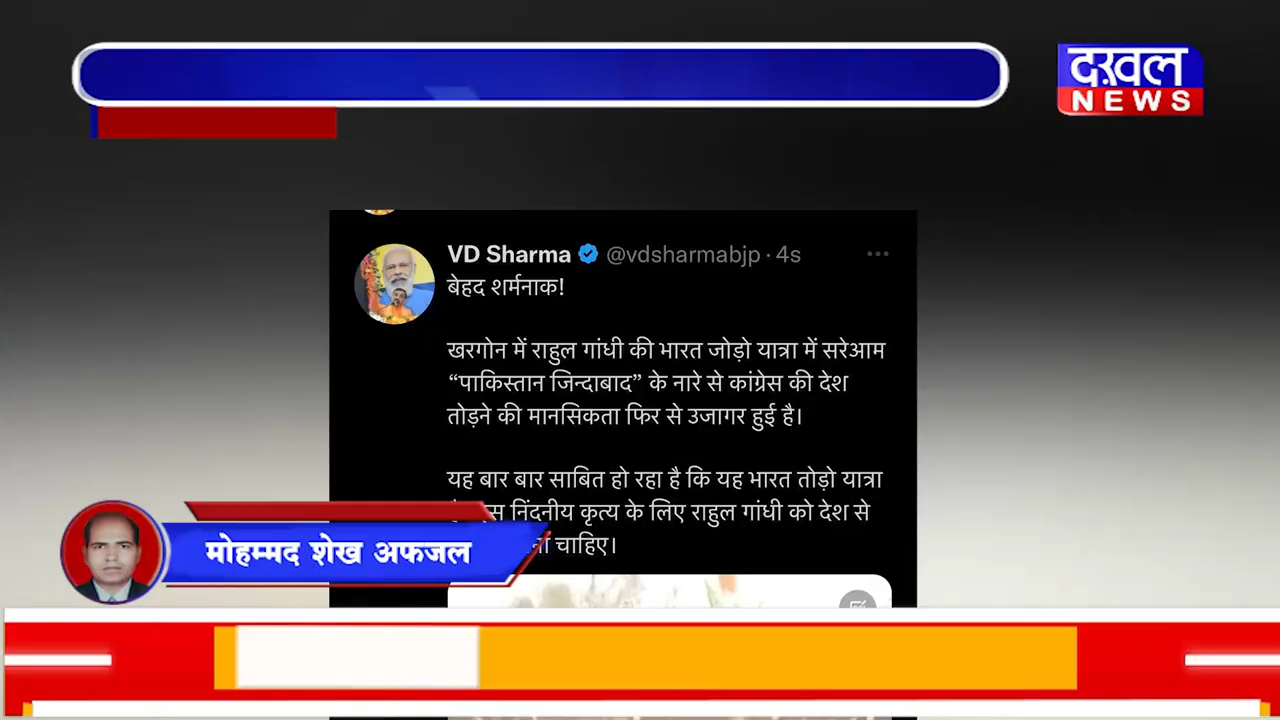 दखल
NEWS
VD Sharma @vdsharmabjp · 4s
बेहद शर्मनाक!
खरगोन में राहुल गांधी की भारत जोड़ो यात्रा में सरेआम
“पाकिस्तान जिन्दाबाद” के नारे से कांग्रेस की देश
तोड़ने की मानसिकता फिर से उजागर हुई है।
यह बार बार साबित हो रहा है कि यह भारत तोड़ो यात्रा
निंदनीय कृत्य के लिए राहुल गांधी को देश से
चाहिए।
मोहम्मद शेख अफजल